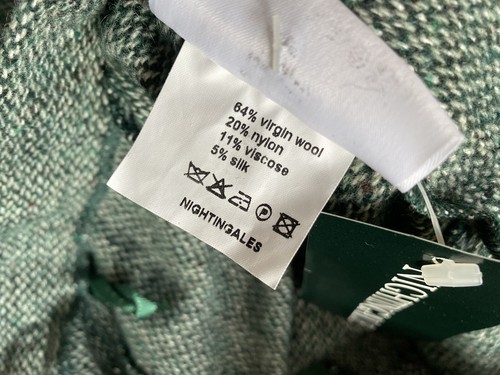 64% virgin wool
20% nylon
11% viscose
5% silk
P
NIGHTINGALES